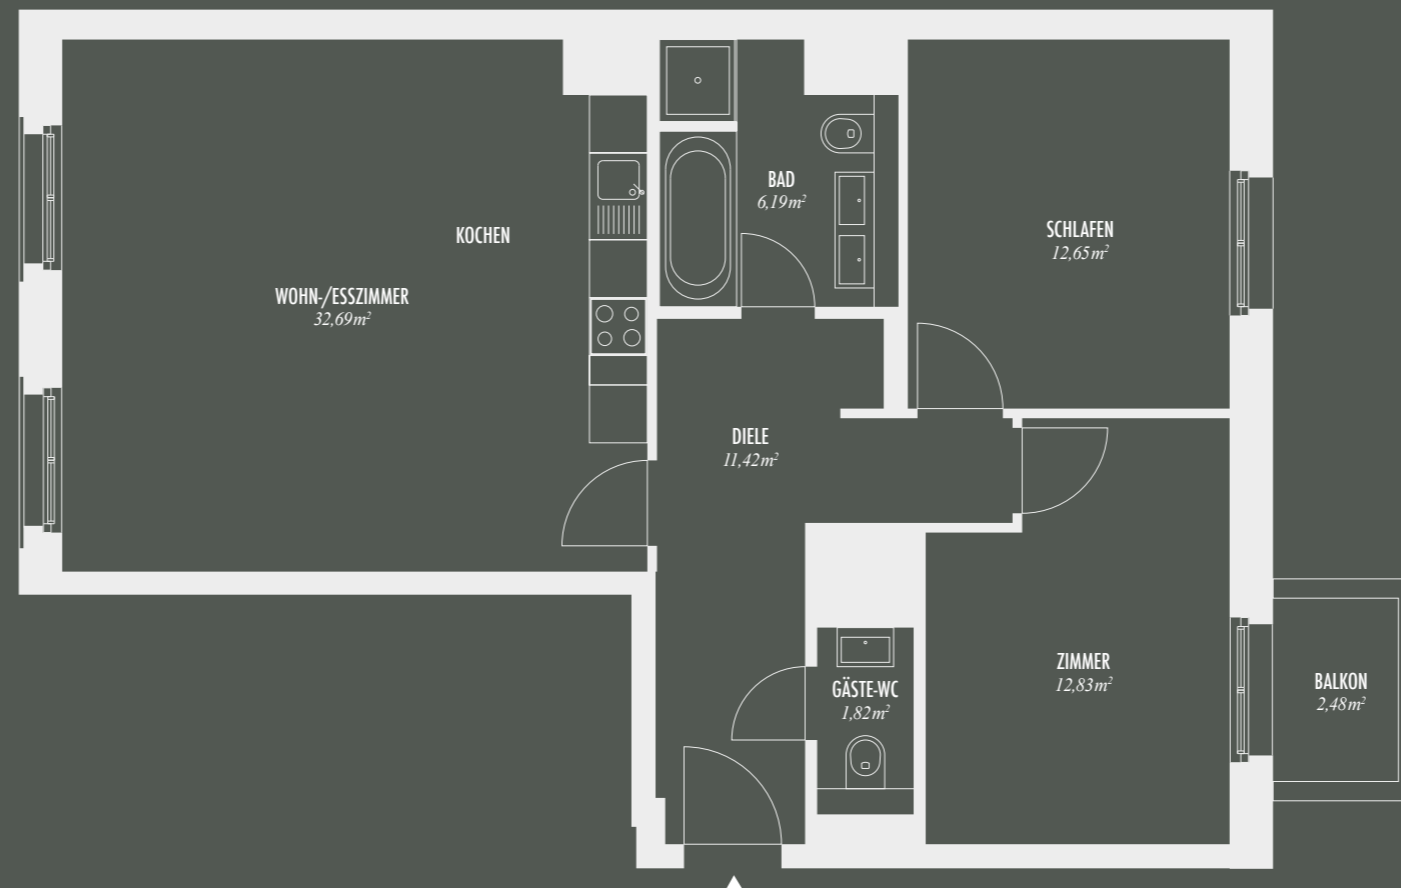 BAD
6,19m²
KOCHEN
SCHLAFEN
12,65m²
WOHN-/ESSZIMMER
32,69m²
DIELE
11,42m²
ZIMMER
12,83m²
GÄSTE-WC
1,82m²
BALKON
2,48m²